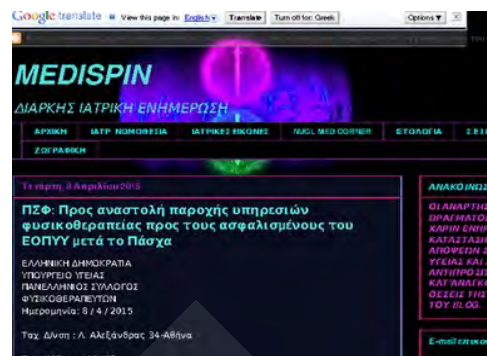 Google translate View this page in: English Translate Turn off for: Greek Options ▼
MEDISPIN
ΔΙΑΡΚΗΣ ΙΑΤΡΙΚΗ ΕΝΗΜΕΡΩΣΗ
ΑΡΧΙΚΗ ΙΑΤΡ ΝΟΜΟΘΕΣΙΑ ΙΑΤΡΙΚΕΣ ΕΙΚΟΝΕΣ NUCL MED CORNER
ΖΩΓΡΑΦΙΚΗ
Τετάρτη, 8 Απριλίου 2015
ΠΣΦ: Προς αναστολή παροχής υπηρεσιών
φυσικοθεραπείας προς τους ασφαλισμένους του
ΕΟΠΥΥ μετά το Πάσχα
ΕΛΛΗΝΙΚΗ ΔΗΜΟΚΡΑΤΙΑ
ΥΠΟΥΡΓΕΙΟ ΥΓΕΙΑΣ
ΠΑΝΕΛΛΗΝΙΟΣ ΣΥΛΛΟΓΟΣ
ΦΥΣΙΚΟΘΕΡΑΠΕΥΤΩΝ
Ημερομηνία: 8 / 4 / 2015
Ταχ. Δ/νση : Λ. Αλεξάνδρας 34-Αθήνα
ΑΝΑΚΟΙΝΩΣ
ΟΙ ΑΝΑΡΤΗΣ
ΠΡΑΓΜΑΤΟΠ
ΧΑΡΙΝ ΕΝΗΜ
ΚΑΤΑΣΤΑΣΗ
ΑΠΟΨΕΩΝ Σ
ΥΓΕΙΑΣ ΚΑΙ
ΑΝΤΙΠΡΟΣΩΠ
ΚΑΤ'ΑΝΑΓΚΗ
ΘΕΣΕΙΣ ΤΗΣ
ΤΟΥ BLOG.
E-mail επικοι